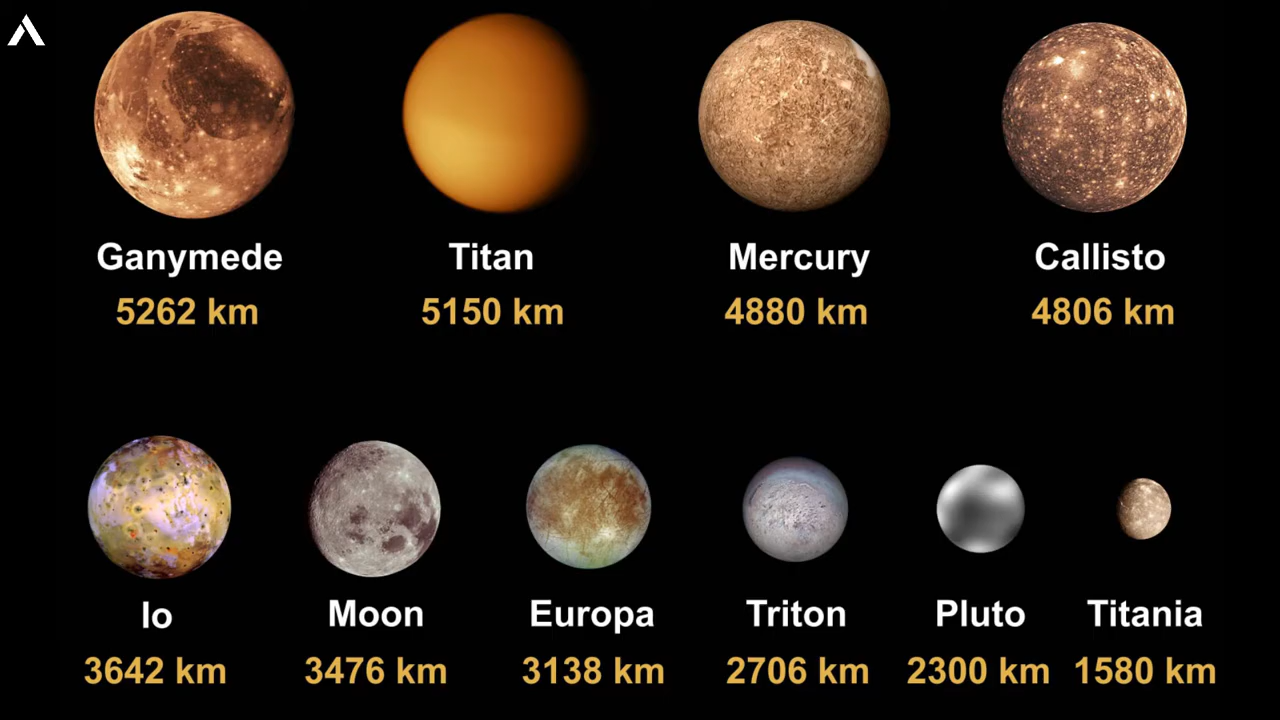 Ganymede Titan Mercury Callisto
5262 km 5150 km 4880 km 4806 km
Io Moon Europa Triton Pluto Titania
3642 km 3476 km 3138 km 2706 km 2300 km 1580 km